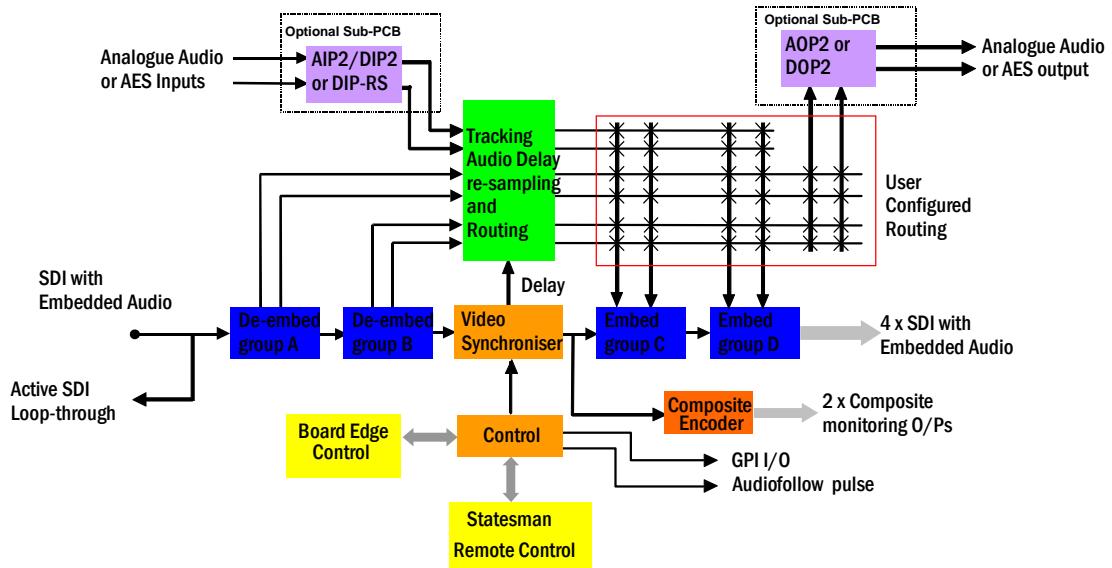 Optional Sub-PCB
Optional Sub-PCB
Analogue Audio
or AES Inputs
AIP2/DIP2
or DIP-RS
AOP2 or
DOP2
Analogue Audio
or AES output
Tracking
Audio Delay
re-sampling
and
Routing
User
Configured
Routing
SDI with
Embedded Audio
Delay
De-embed
group A
De-embed
group B
Video
Synchroniser
Embed
group C
Embed
group D
4 x SDI with
Embedded Audio
Active SDI
Loop-through
Composite
Encoder
2 x Composite
monitoring O/Ps
Board Edge
Control
Control
GPI I/O
Audiofollow pulse
Statesman
Remote Control